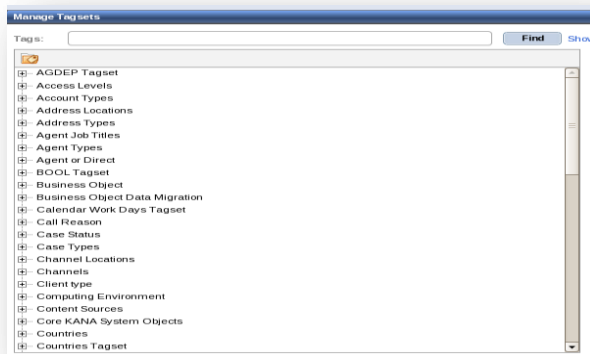 Manage Tagsets
Tags: Find Show
AGDEP Tagset
Access Levels
Account Types
Address Locations
Address Types
Agent Job Titles
Agent Types
Agent or Direct
BOOL Tagset
Business Object
Business Object Data Migration
Calendar Work Days Tagset
Call Reason
Case Status
Case Types
Channel Locations
Channels
Client type
Computing Environment
Content Sources
Core KANA System Objects
Countries
Countries Tagset